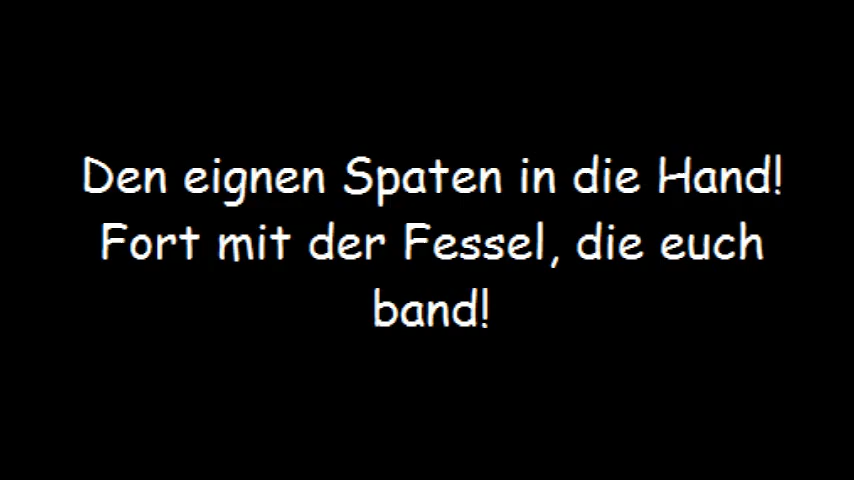 Den eignen Spaten in die Hand!
Fort mit der Fessel, die euch
band!